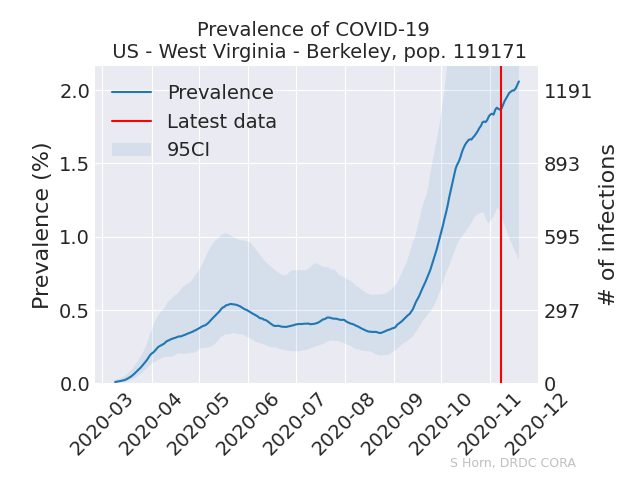 Prevalence of COVID-19
US - West Virginia - Berkeley, pop. 119171
Prevalence
Latest data
95CI
Prevalence (%)
2.0
1.5
1.0
0.5
0.0
# of infections
1191
893
595
297
0
2020-03
2020-04
2020-05
2020-06
2020-07
2020-08
2020-09
2020-10
2020-11
2020-12
S Horn, DRDC CORA